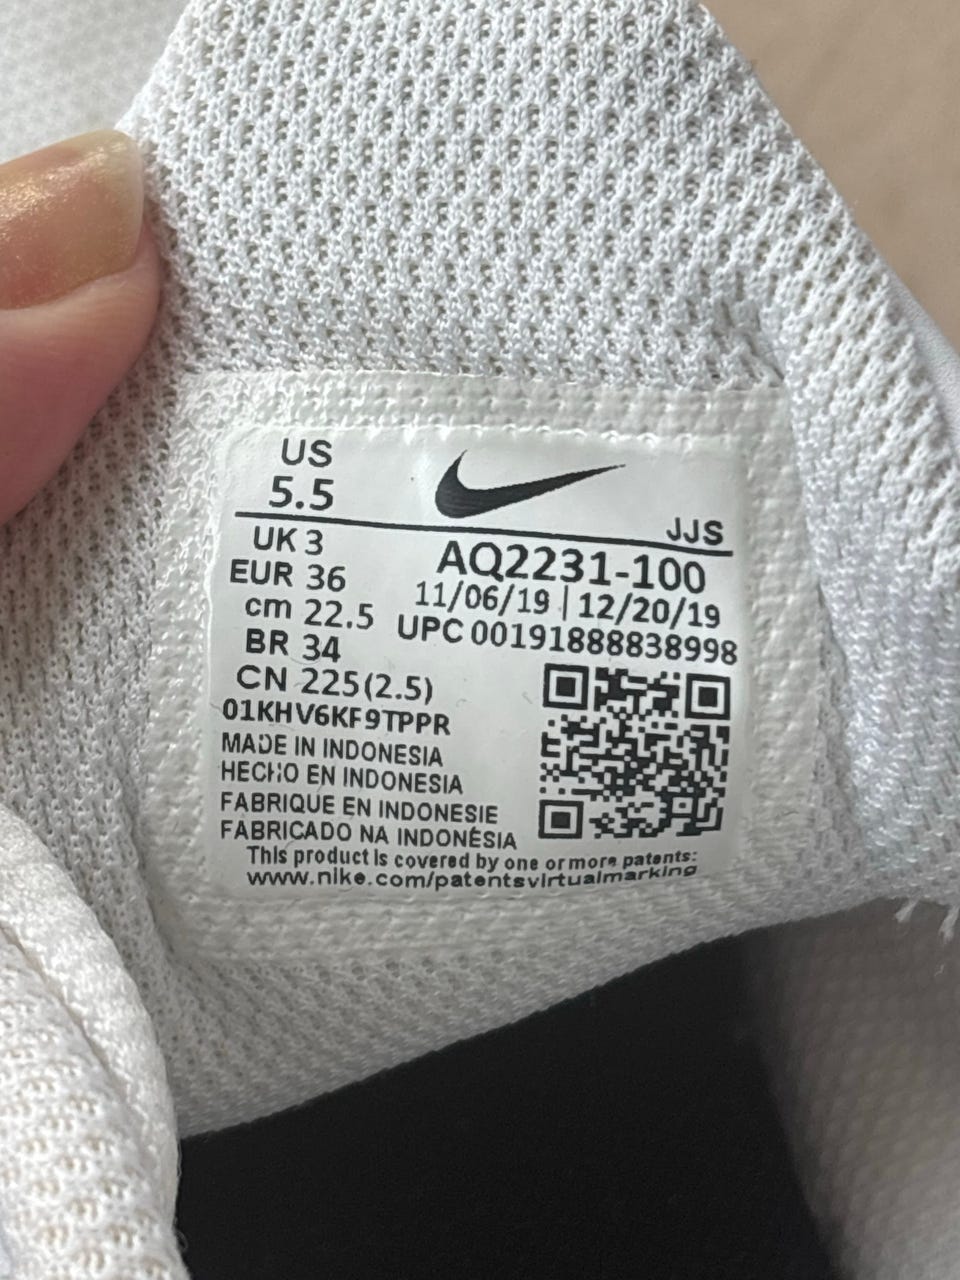 US
5.5
JJS
UK 3
AQ2231-100
EUR 36
11/06/19 | 12/20/19
cm 22.5
UPC 00191888838998
BR 34
CN 225(2.5)
01KHV6KF9TPPR
MADE IN INDONESIA
HECHO EN INDONESIA
FABRIQUE EN INDONESIE
FABRICADO NA INDONÉSIA
This product is covered by one or more patents:
www.nike.com/patentsvirtualmarking